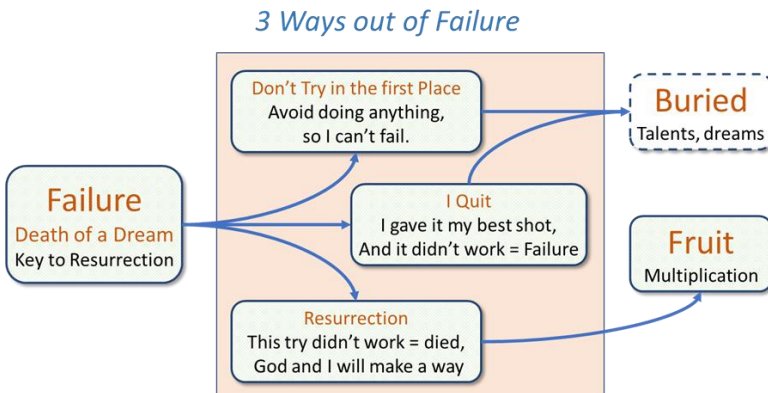 3 Ways out of Failure
Failure
Death of a Dream
Key to Resurrection
Don't Try in the first Place
Avoid doing anything,
so I can't fail.
I Quit
I gave it my best shot,
And it didn't work = Failure
Resurrection
This try didn't work = died,
God and I will make a way
Buried
Talents, dreams
Fruit
Multiplication